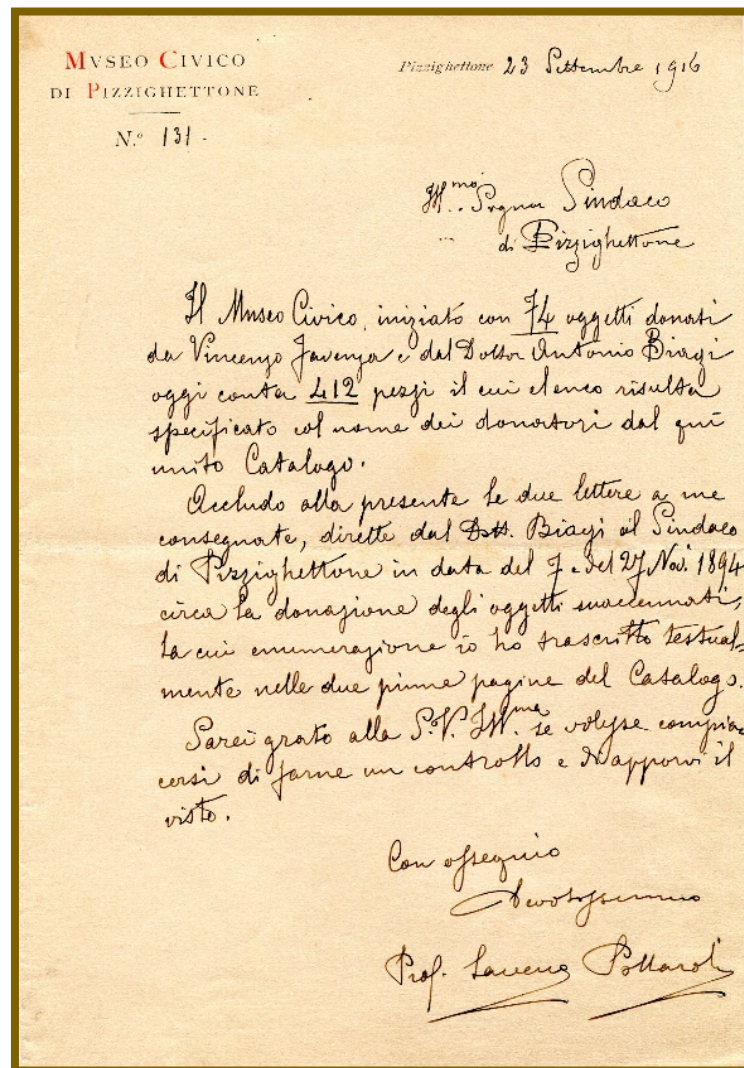 MVSEO CIVICO
DI PIZZIGHETTONE
N.º 131.
Pizzighettone 23 Settembre 1916
Ill.mo Signor Sindaco
di Pizzighettone
Il Museo Civico, iniziato con 74 oggetti donati
da Vincenzo e dal Dottor Antonio Biagi
oggi conta 412 pezzi il cui elenco risulta
specificato col nome dei donatori dal qui
unito Catalogo.
Accludo alla presente le due lettere a me
consegnate, dirette dal Dott. Biagi al Sindaco
di Pizzighettone in data del 7 e del 27 Nov. 1894
circa la donazione degli oggetti suaccennati,
la cui enumerazione io ho trascritto testual=
mente nelle due prime pagine del Catalogo.
Sarei grato alla S.V. Ill.ma se volesse compia=
cersi di farne un controllo e di apporvi il
visto.
Con ossequio
Devotissimo
Prof.